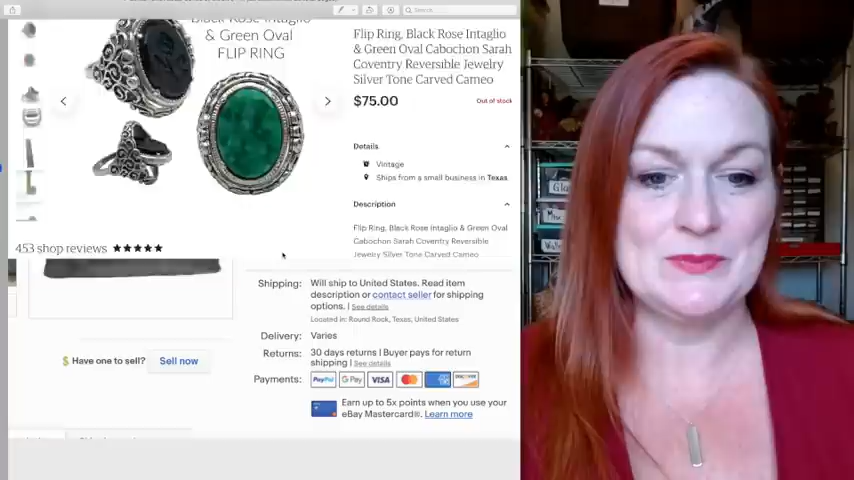 Search
Black Rose Intaglio
& Green Oval
FLIP RING
Flip Ring, Black Rose Intaglio
& Green Oval Cabochon Sarah
Coventry Reversible Jewelry
Silver Tone Carved Cameo
$75.00
Out of stock
Details
Vintage
Ships from a small business in Texas
Description
Flip Ring, Black Rose Intaglio & Green Oval
Cabochon Sarah Coventry Reversible
Jewelry Silver Tone Carved Cameo
453 shop reviews ★★★★★
Shipping: Will ship to United States. Read item
description or contact seller for shipping
options. | See details
Located in: Round Rock, Texas, United States
Delivery: Varies
Returns: 30 days returns | Buyer pays for return
shipping | See details
Have one to sell? Sell now
Payments: PayPal G Pay VISA DISCOVER
Earn up to 5x points when you use your
eBay Mastercard®. Learn more